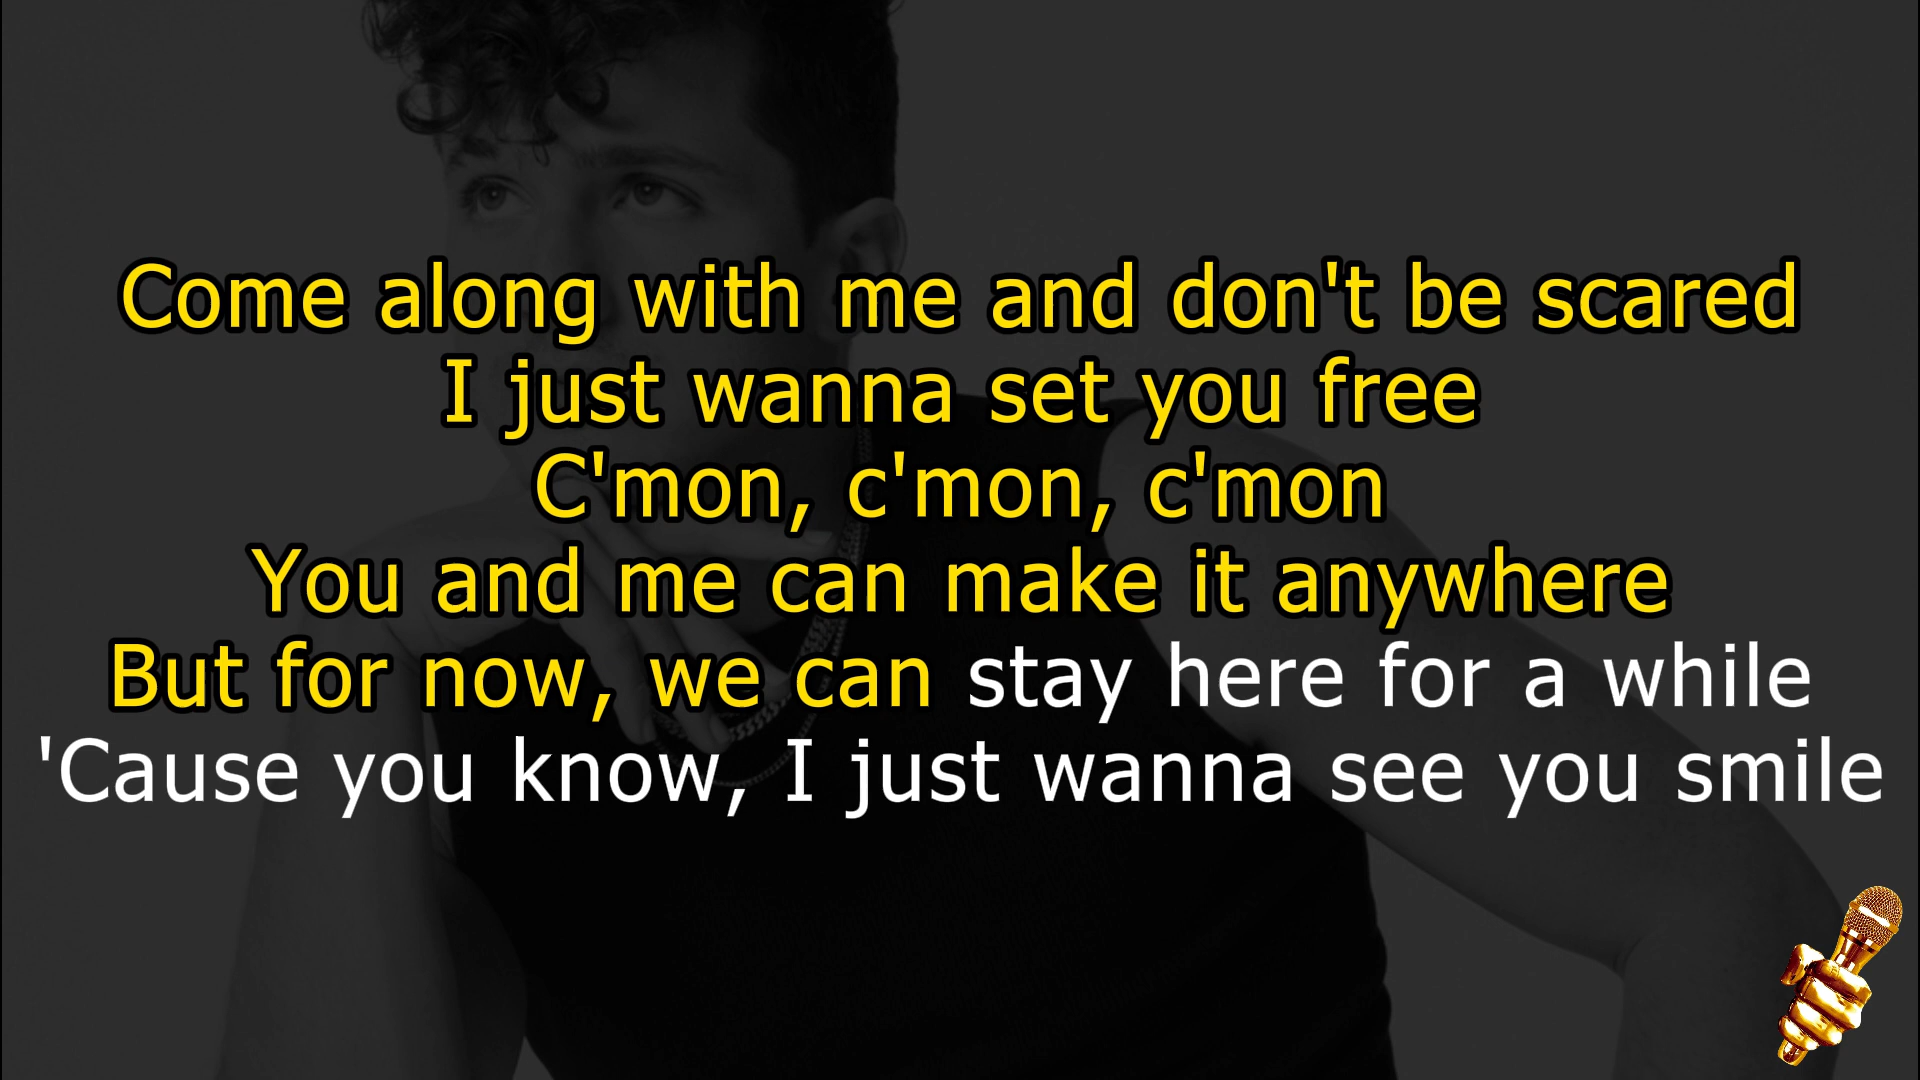 Come along with me and don't be scared
I just wanna set you free
C'mon, c'mon, c'mon
You and me can make it anywhere
But for now, we can stay here for a while
'Cause you know, I just wanna see you smile